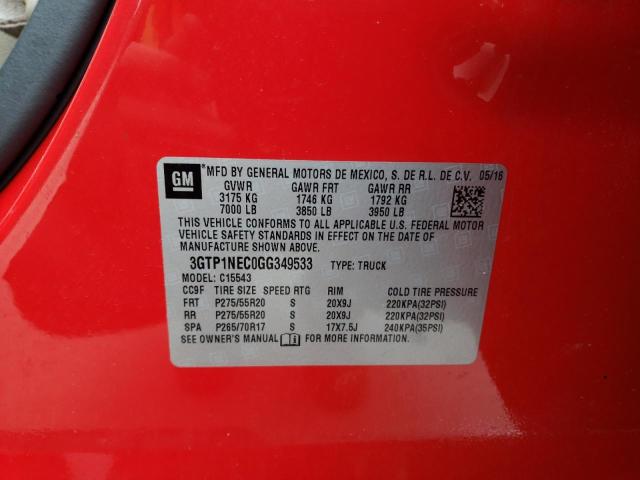 GM *MFD BY GENERAL MOTORS DE MEXICO, S. DE R.L. DE C.V. 05/16
GVWR GAWR FRT GAWR RR
3175 KG 1746 KG 1792 KG
7000 LB 3850 LB 3950 LB
THIS VEHICLE CONFORMS TO ALL APPLICABLE U.S. FEDERAL MOTOR
VEHICLE SAFETY STANDARDS IN EFFECT ON THE DATE OF
MANUFACTURE SHOWN ABOVE.
3GTP1NEC0GG349533 TYPE: TRUCK
MODEL: C15543
CC9F TIRE SIZE SPEED RTG RIM COLD TIRE PRESSURE
FRT P275/55R20 S 20X9J 220KPA(32PSI)
RR P275/55R20 S 20X9J 220KPA(32PSI)
SPA P265/70R17 S 17X7.5J 240KPA(35PSI)
SEE OWNER'S MANUAL FOR MORE INFORMATION.